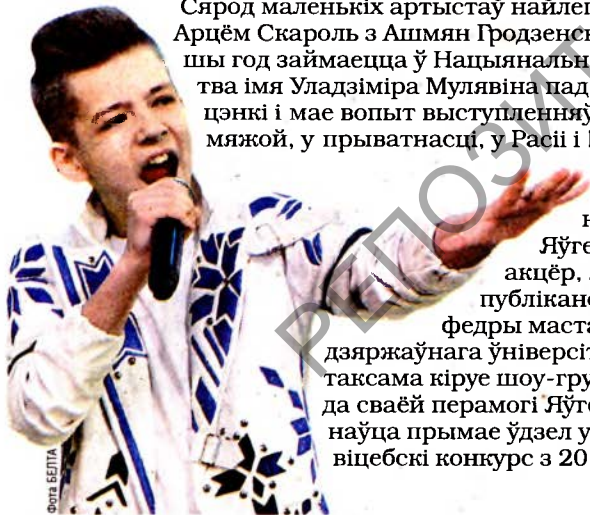 Сярод маленькіх артыстаў найлеп
Арцём Скароль з Ашмян Гродзенск
шы год займаецца ў Нацыянальн
тва імя Уладзіміра Мулявіна пад
цэнкі і мае вопыт выступленняў
мяжой, у прыватнасці, у Расіі і
Яўге
акцёр,
публікан
федры маста
дзяржаўнага ўніверсіт
таксама кіруе шоу-гру
да сваёй перамогі Яўге
наўца прымае ўдзел у
віцебскі конкурс з 20
Фота БЕЛТА
РЕПОЗИТ